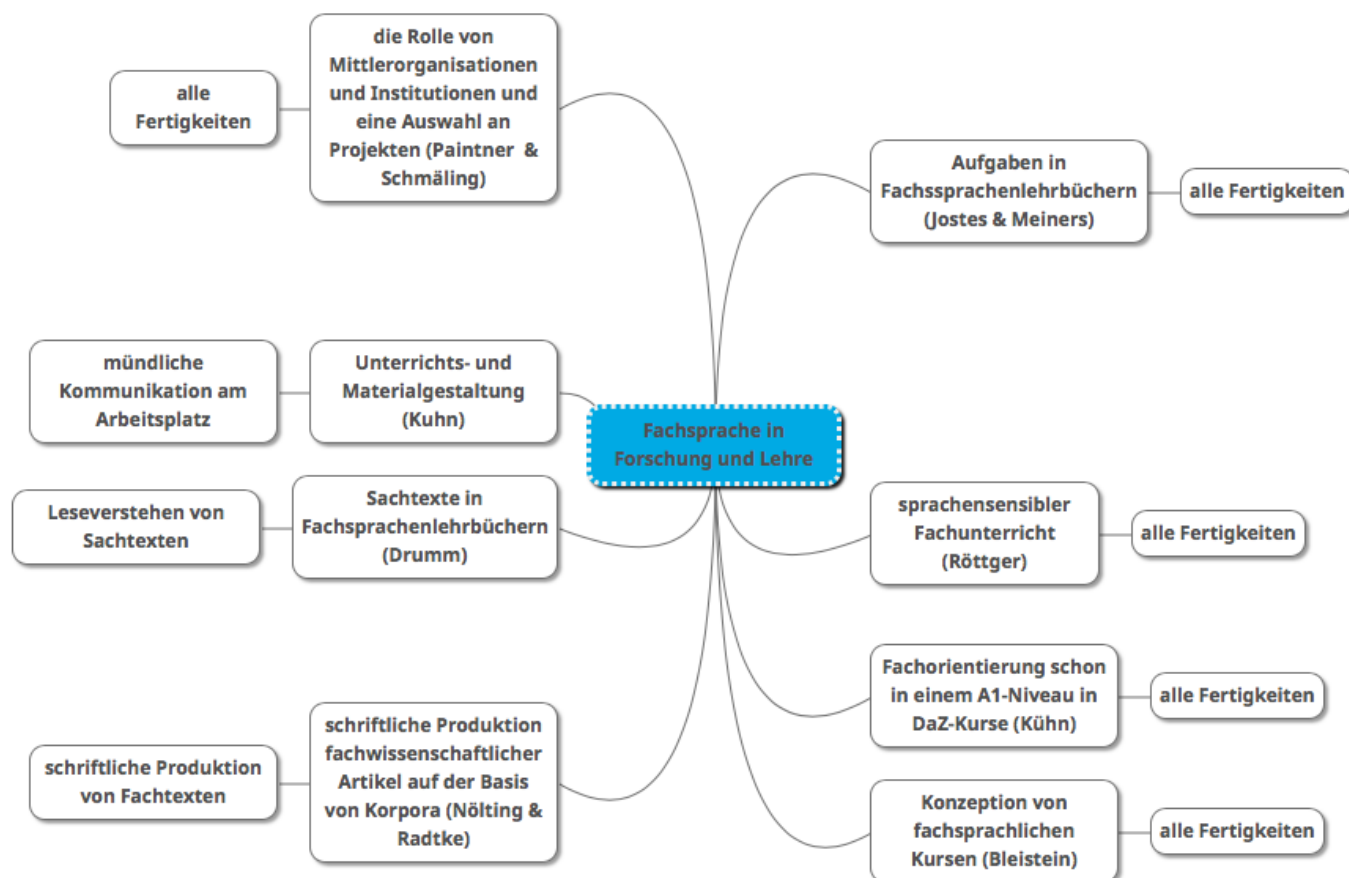 die Rolle von
Mittlerorganisationen
und Institutionen und
eine Auswahl an
Projekten (Paintner &
Schmäling)
alle
Fertigkeiten
Aufgaben in
Fachssprachenlehrbüchern
(Jostes & Meiners)
alle Fertigkeiten
mündliche
Kommunikation am
Arbeitsplatz
Unterrichts- und
Materialgestaltung
(Kuhn)
Fachsprache in
Forschung und Lehre
Leseverstehen von
Sachtexten
Sachtexte in
Fachsprachenlehrbüchern
(Drumm)
sprachensensibler
Fachunterricht
(Röttger)
alle Fertigkeiten
Fachorientierung schon
in einem A1-Niveau in
DaZ-Kurse (Kühn)
alle Fertigkeiten
schriftliche Produktion
von Fachtexten
schriftliche Produktion
fachwissenschaftlicher
Artikel auf der Basis
von Korpora (Nölting &
Radtke)
Konzeption von
fachsprachlichen
Kursen (Bleistein)
alle Fertigkeiten